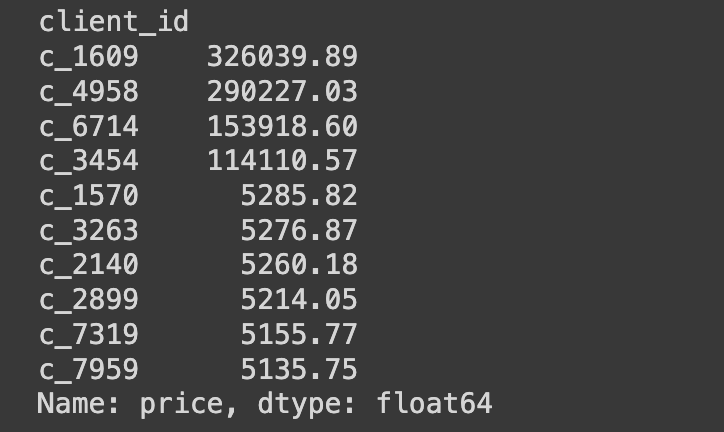 client_id
c_1609    326039.89
c_4958    290227.03
c_6714    153918.60
c_3454    114110.57
c_1570      5285.82
c_3263      5276.87
c_2140      5260.18
c_2899      5214.05
c_7319      5155.77
c_7959      5135.75
Name: price, dtype: float64